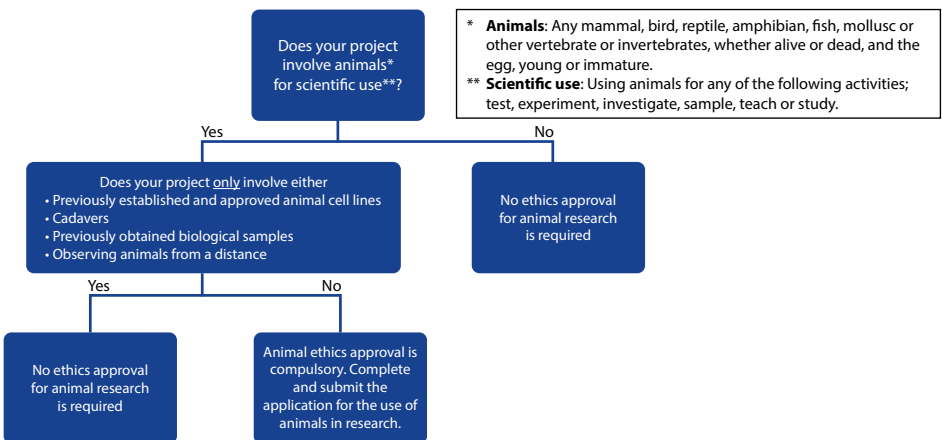 Does your project
involve animals*
for scientific use**?
* Animals: Any mammal, bird, reptile, amphibian, fish, mollusc or
other vertebrate or invertebrates, whether alive or dead, and the
egg, young or immature.
** Scientific use: Using animals for any of the following activities;
test, experiment, investigate, sample, teach or study.
Yes
No
Does your project only involve either
• Previously established and approved animal cell lines
• Cadavers
• Previously obtained biological samples
• Observing animals from a distance
No ethics approval
for animal research
is required
Yes
No
No ethics approval
for animal research
is required
Animal ethics approval is
compulsory. Complete
and submit the
application for the use of
animals in research.